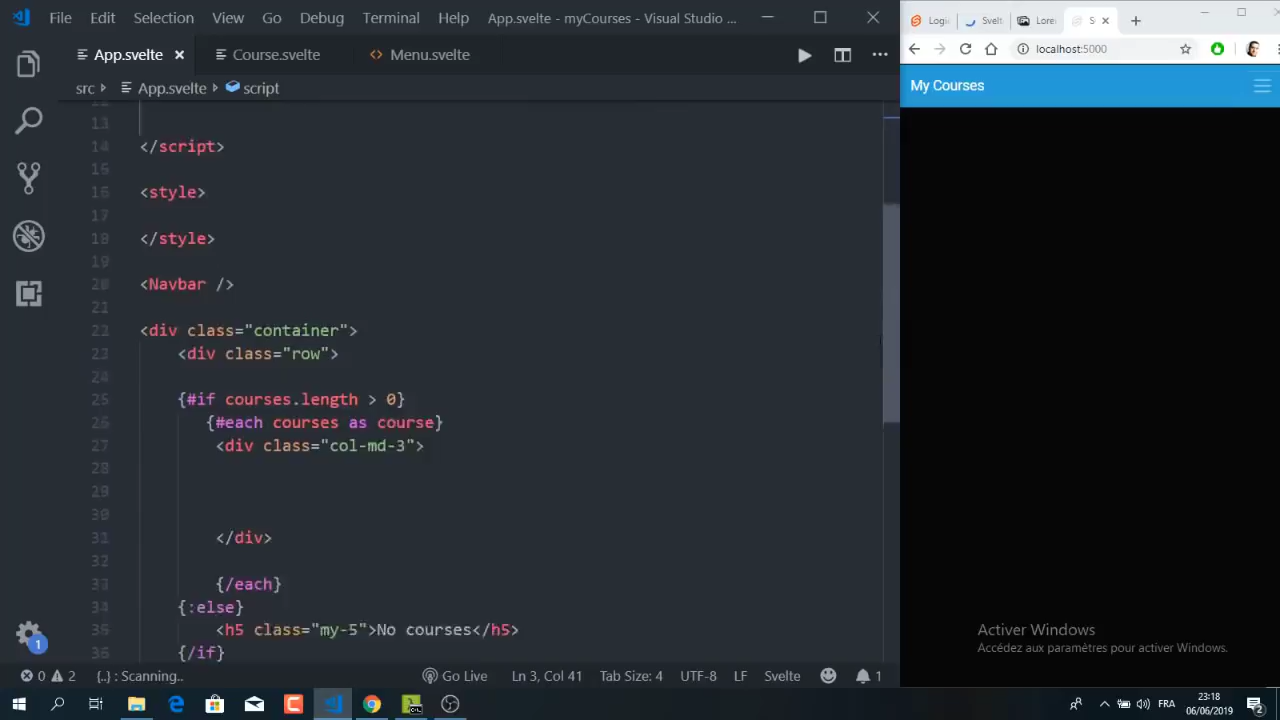 File Edit Selection View Go Debug Terminal Help App.svelte - myCourses - Visual Studio ...
App.svelte Course.svelte <> Menu.svelte
src App.svelte script
13
14 </script>
15
16 <style>
17
18 </style>
19
20 <Navbar />
21
22 <div class="container">
23 <div class="row">
24
25 {#if courses.length > 0}
26 {#each courses as course}
27 <div class="col-md-3">
28
29
30
31 </div>
32
33 {/each}
34 {:else}
35 <h5 class="my-5">No courses</h5>
36 {/if}
1
0 2 {..} : Scanning.. Go Live Ln 3, Col 41 Tab Size: 4 UTF-8 LF Svelte 1
Svelt Lore S
localhost:5000
My Courses
Activer Windows
Accédez aux paramètres pour activer Windows.
FRA
23:18
06/06/2019
2